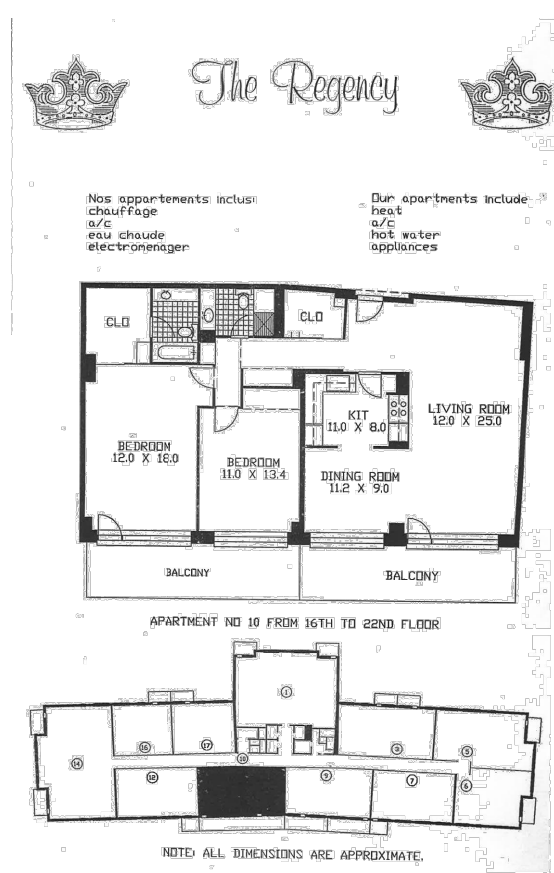 The Regency
Nos appartements inclus:
chauffage
a/c
eau chaude
electromenager
Our apartments include
heat
a/c
hot water
appliances
CLO
CLO
KIT
11.0 X 8.0
LIVING ROOM
12.0 X 25.0
BEDROOM
12.0 X 18.0
BEDROOM
11.0 X 13.4
DINING ROOM
11.2 X 9.0
BALCONY
BALCONY
APARTMENT NO 10 FROM 16TH TO 22ND FLOOR
1
16
17
3
5
14
10
12
9
7
6
NOTE: ALL DIMENSIONS ARE APPROXIMATE.